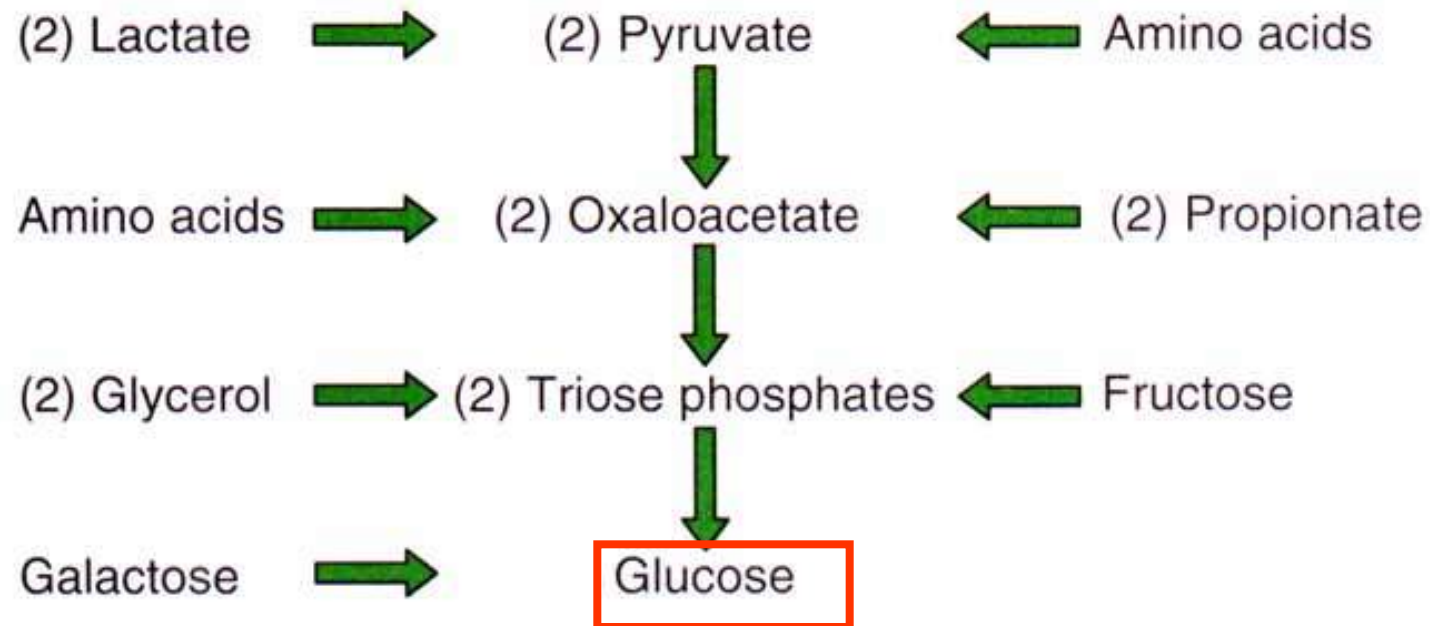 (2) Lactate (2) Pyruvate Amino acids
Amino acids (2) Oxaloacetate (2) Propionate
(2) Glycerol (2) Triose phosphates Fructose
Galactose Glucose